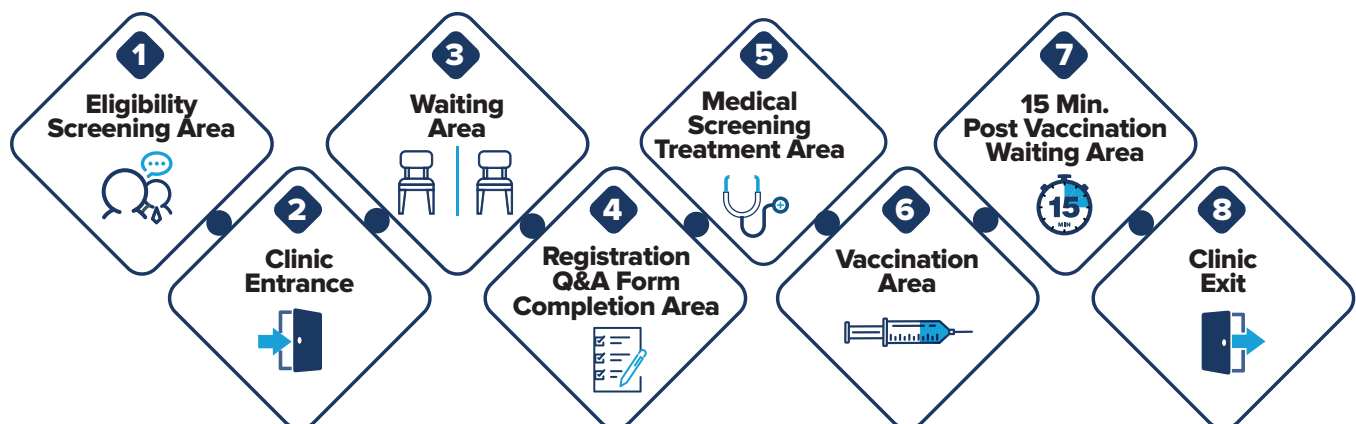 1
Eligibility
Screening Area
2
Clinic
Entrance
3
Waiting
Area
4
Registration
Q&A Form
Completion Area
5
Medical
Screening
Treatment Area
6
Vaccination
Area
7
15 Min.
Post Vaccination
Waiting Area
15
MIN
8
Clinic
Exit